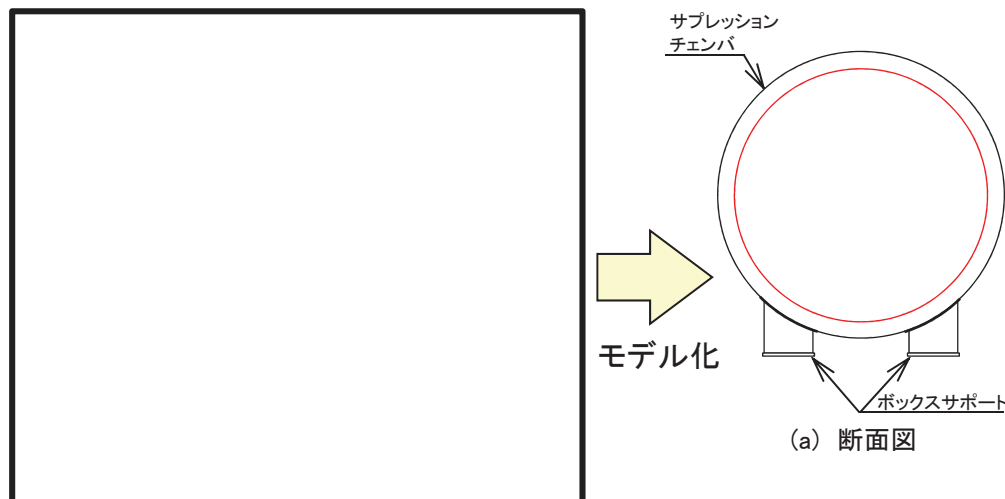 サプレッション
チェンバ
モデル化
ボックスサポート
(a) 断面図